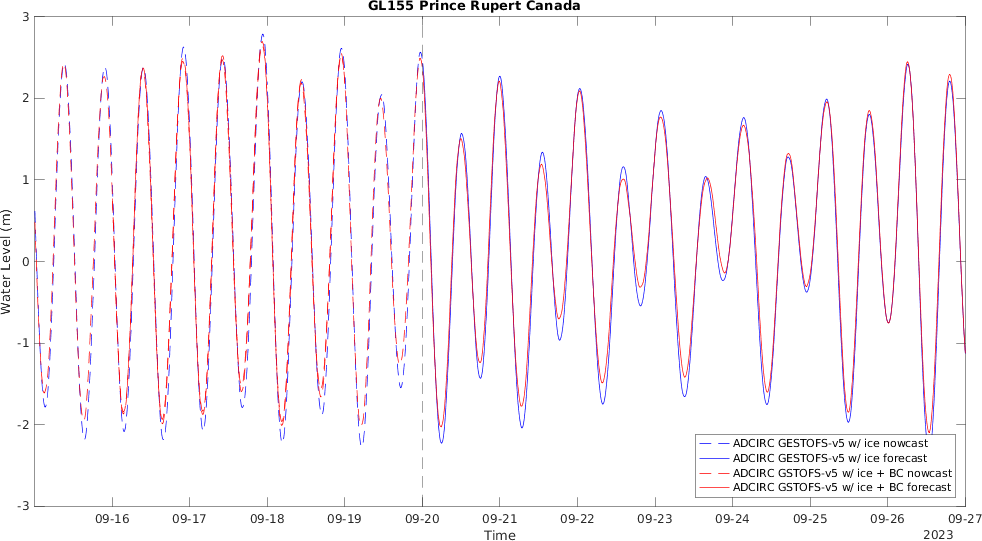 GL155 Prince Rupert Canada
3
2
1
0
-1
-2
-3
Water Level (m)
ADCIRC GESTOFS-v5 w/ ice nowcast
ADCIRC GESTOFS-v5 w/ ice forecast
ADCIRC GSTOFS-v5 w/ ice + BC nowcast
ADCIRC GSTOFS-v5 w/ ice + BC forecast
09-16 09-17 09-18 09-19 09-20 09-21 09-22 09-23 09-24 09-25 09-26 09-27
Time
2023